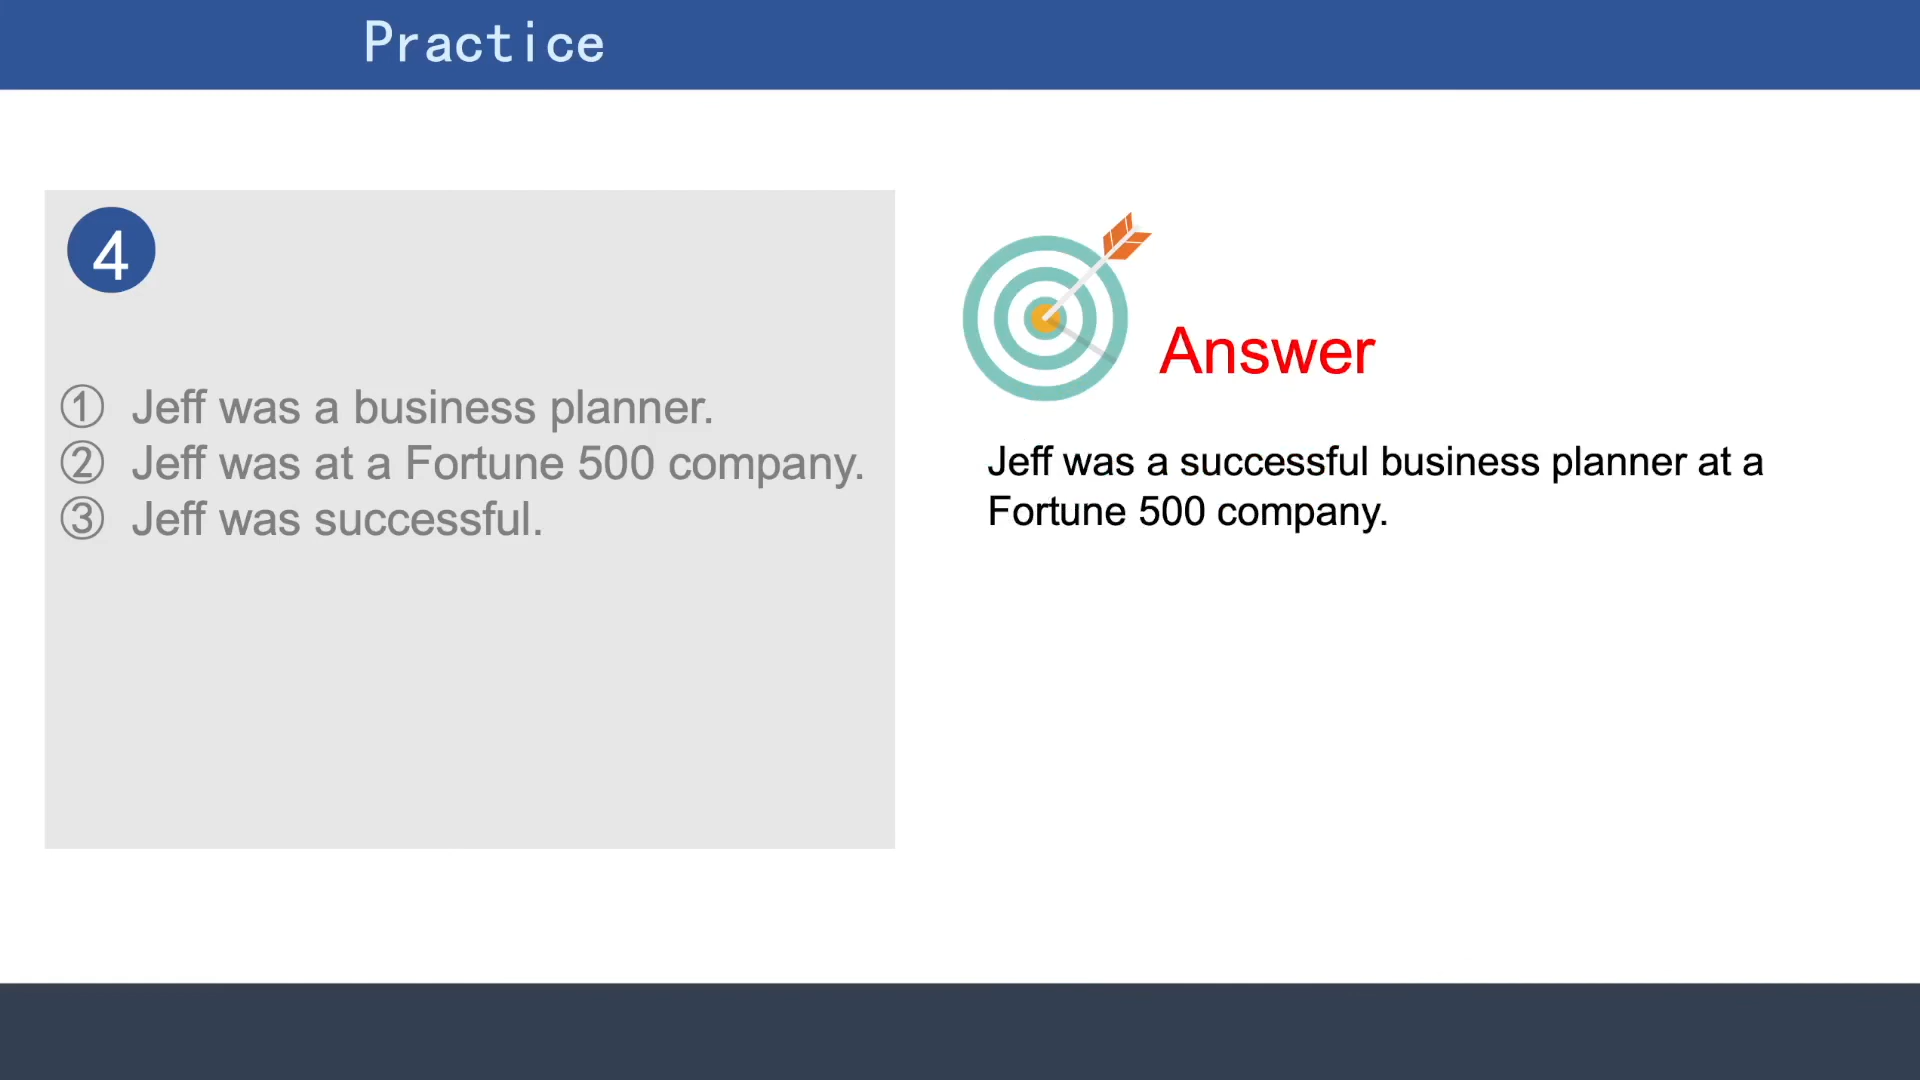 Practice
4
① Jeff was a business planner.
② Jeff was at a Fortune 500 company.
③ Jeff was successful.
Answer
Jeff was a successful business planner at a
Fortune 500 company.